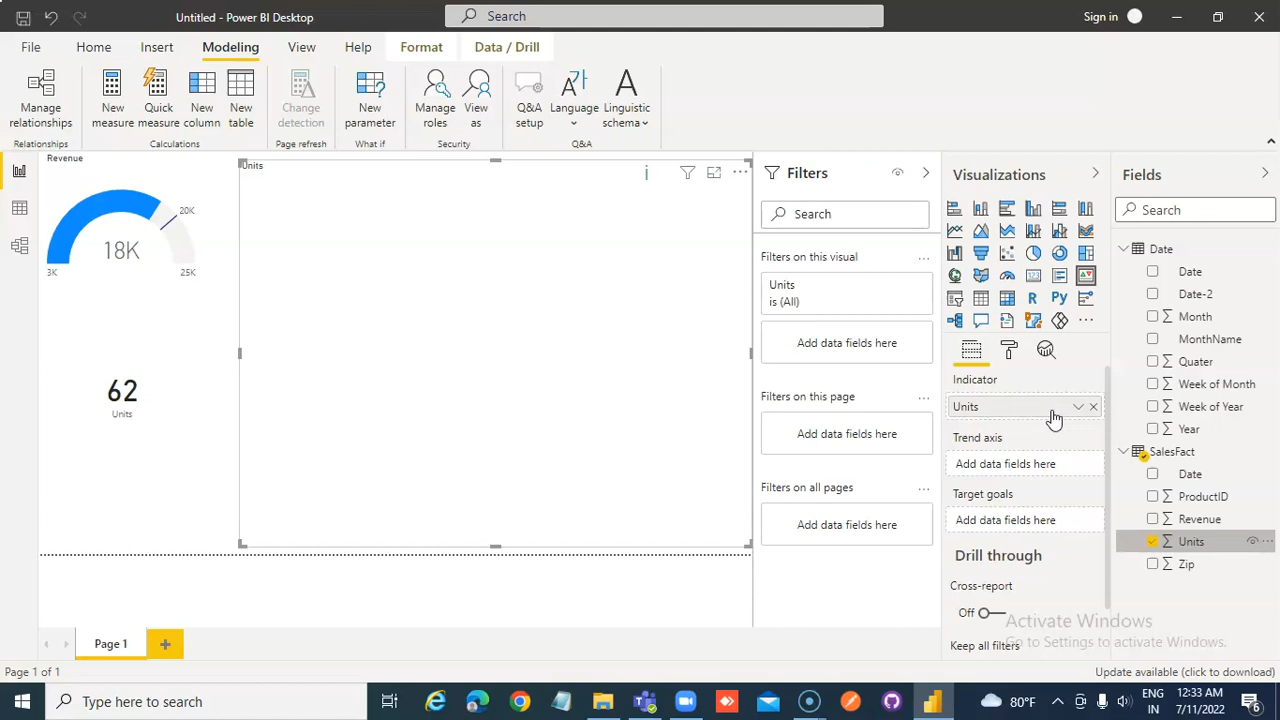 Untitled - Power BI Desktop
Search
Sign in
File
Home
Insert
Modeling
View
Help
Format
Data / Drill
Manage relationships
New measure
Quick measure
New column
New table
Change detection
New parameter
Manage roles
View as
Q&A setup
Language
Linguistic schema
Relationships
Calculations
Page refresh
What if
Security
Q&A
Revenue
20K
18K
3K
25K
62
Units
Units
Filters
Search
Filters on this visual
Units
is (All)
Add data fields here
Filters on this page
Add data fields here
Filters on all pages
Add data fields here
Visualizations
R
Py
Indicator
Units
Trend axis
Add data fields here
Target goals
Add data fields here
Drill through
Cross-report
Off
Keep all filters
Fields
Search
Date
Date
Date-2
Month
MonthName
Quater
Week of Month
Week of Year
Year
SalesFact
Date
ProductID
Revenue
Units
Zip
Activate Windows
Go to Settings to activate Windows.
Page 1
Page 1 of 1
Update available (click to download)
Type here to search
80°F
ENG
IN
12:33 AM
7/11/2022
6